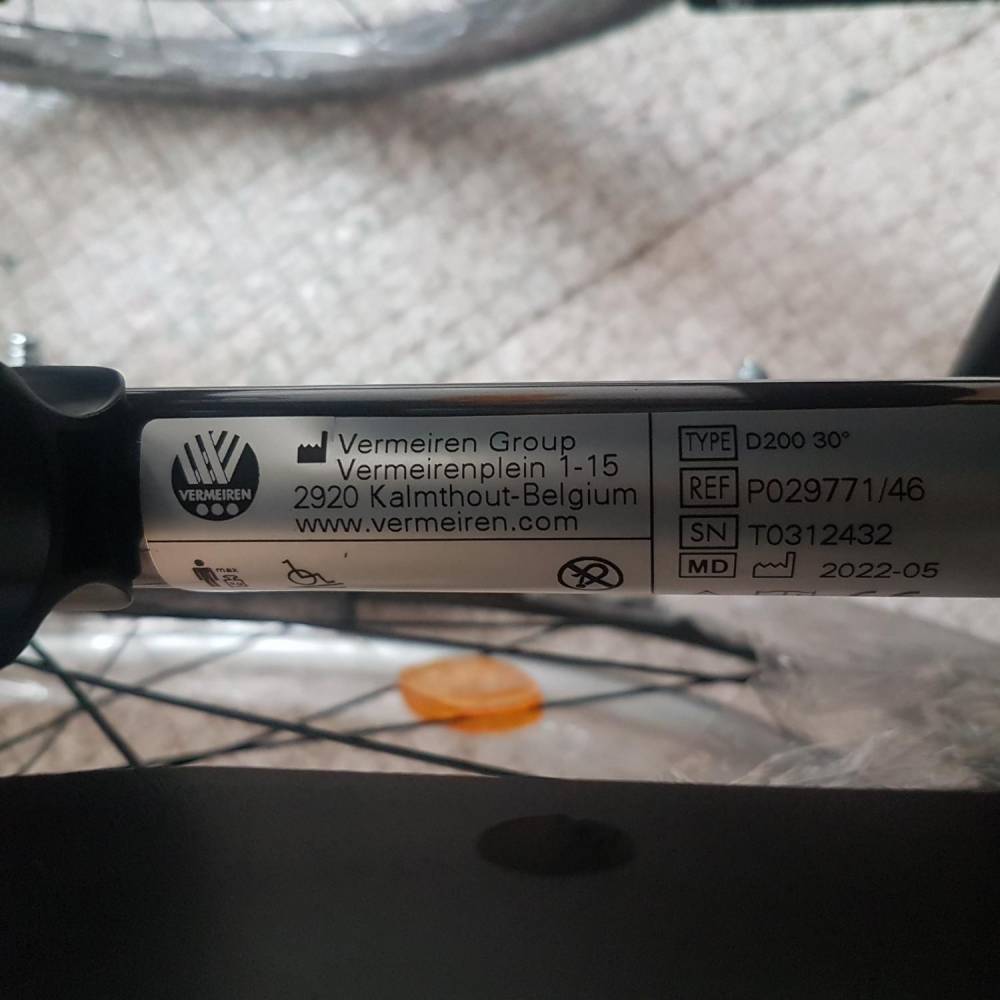 VERMEIREN
Vermeiren Group
Vermeirenplein 1-15
2920 Kalmthout-Belgium
www.vermeiren.com
max
TYPE D200 30°
REF P029771/46
SN T0312432
MD 2022-05